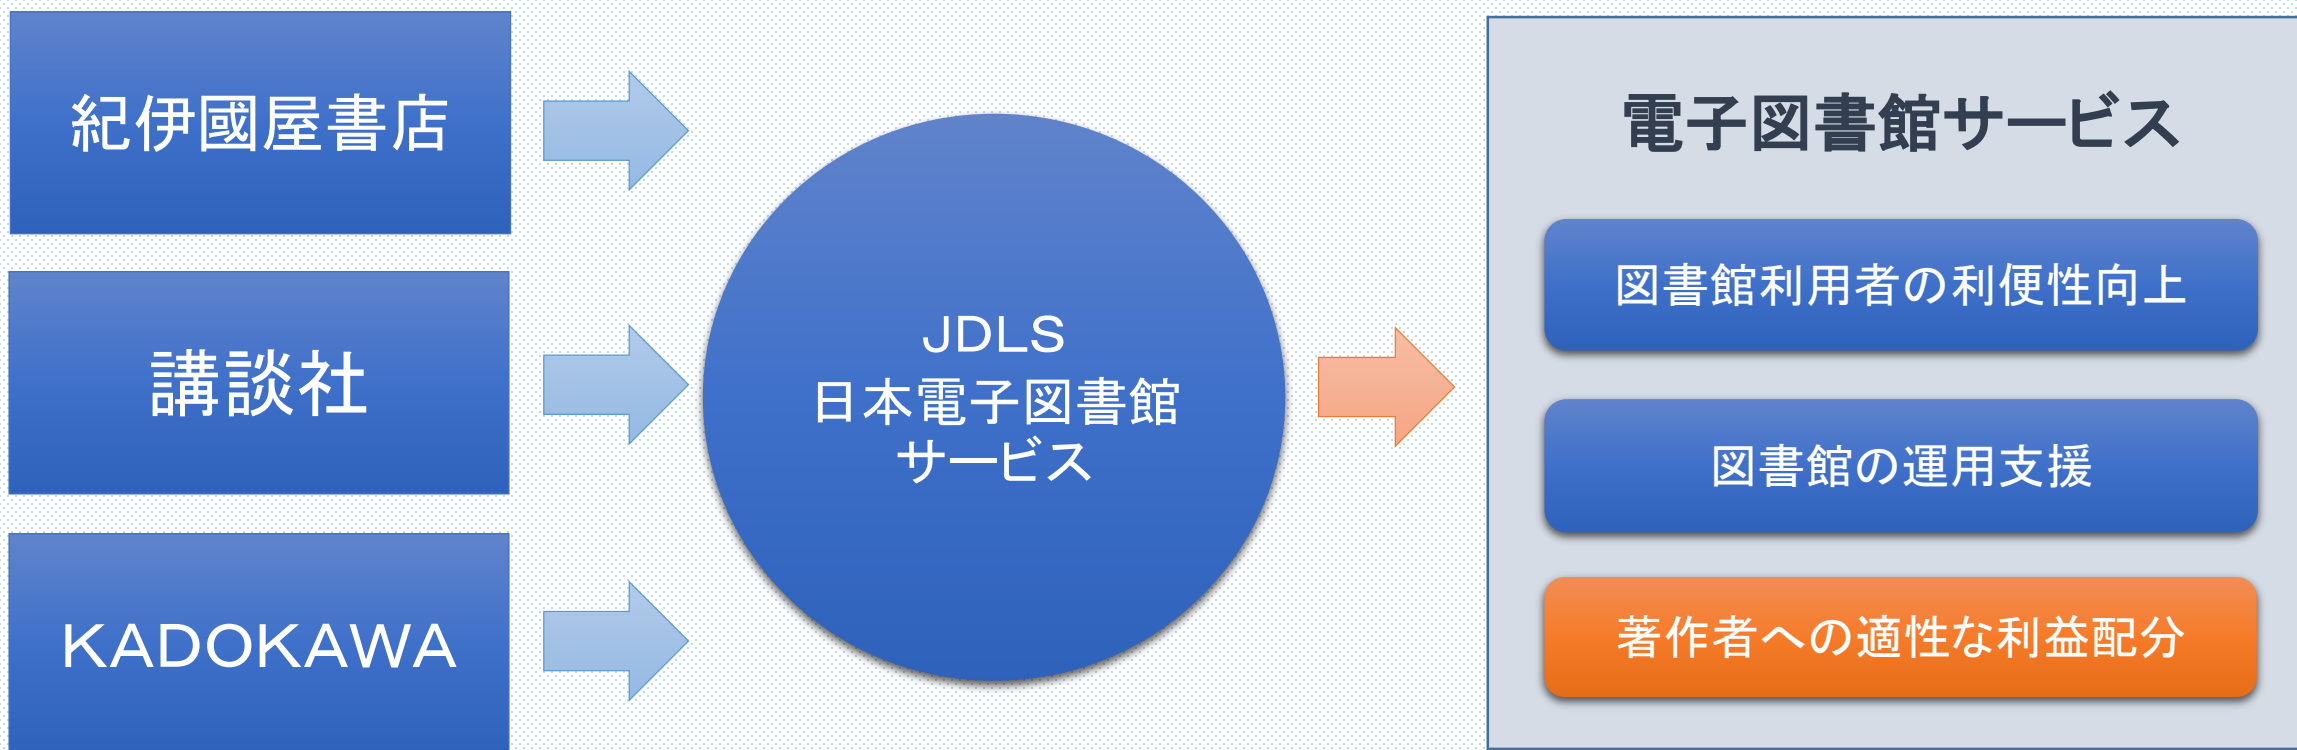 紀伊國屋書店
講談社
KADOKAWA
JDLS
日本電子図書館
サービス
電子図書館サービス
図書館利用者の利便性向上
図書館の運用支援
著作者への適性な利益配分